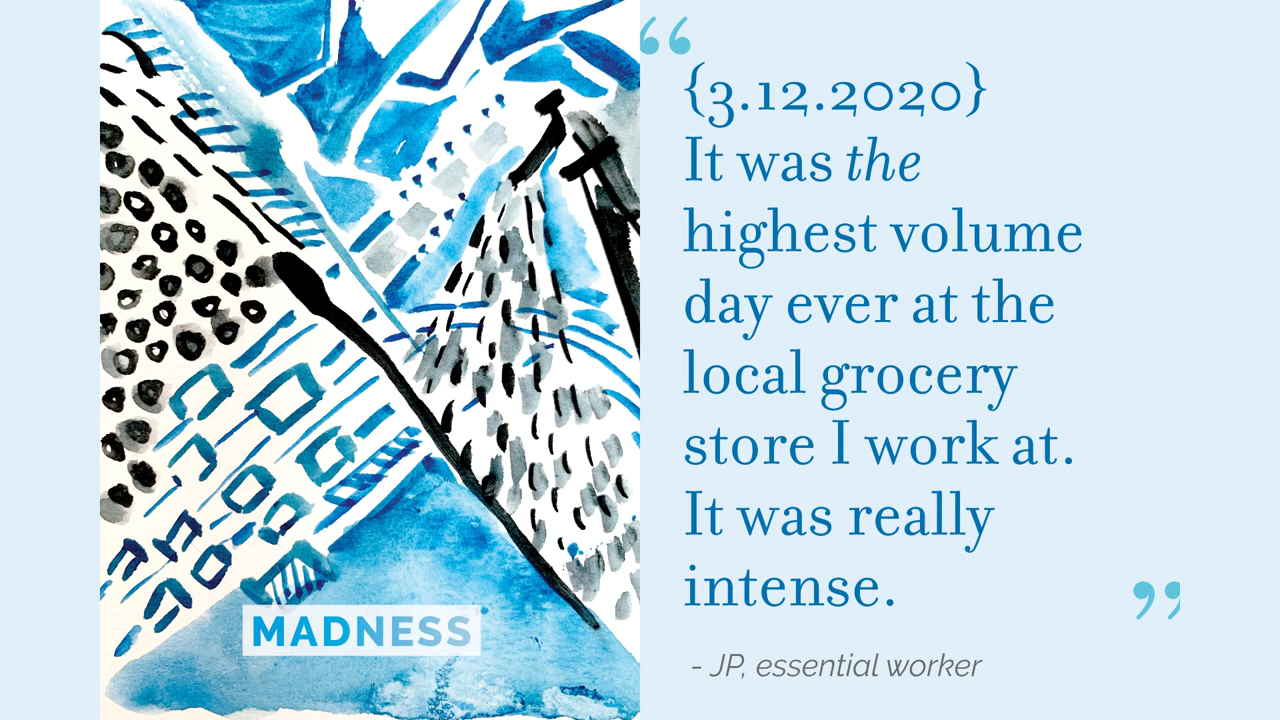 MADNESS
“
{3.12.2020}
It was the
highest volume
day ever at the
local grocery
store I work at.
It was really
intense.
”
- JP, essential worker